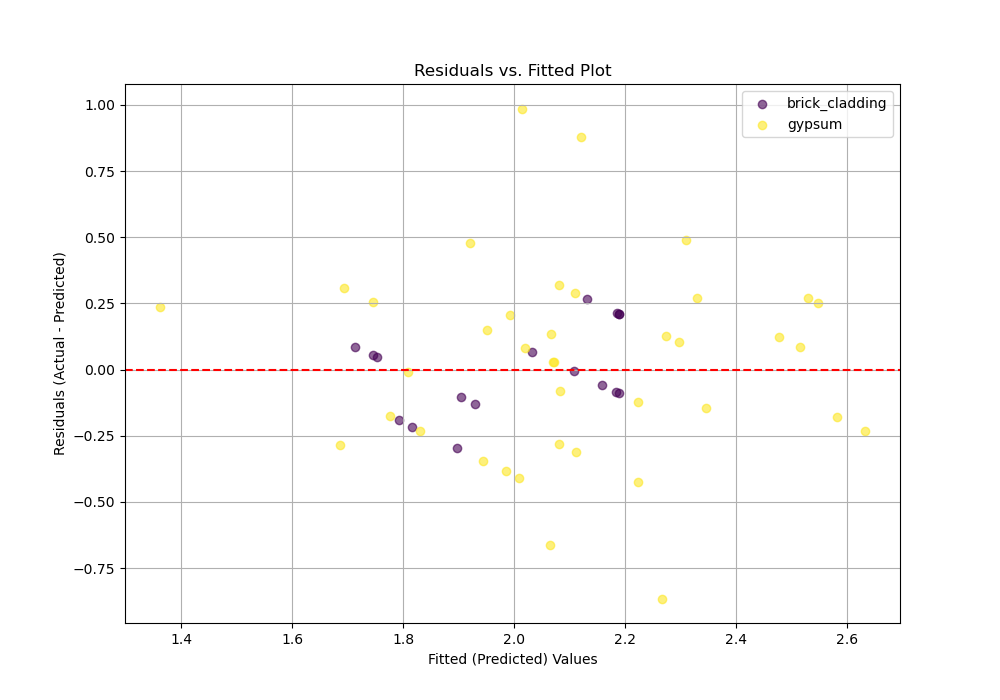 Residuals vs. Fitted Plot
brick_cladding
gypsum
1.00
0.75
0.50
0.25
0.00
−0.25
−0.50
−0.75
Residuals (Actual - Predicted)
1.4 1.6 1.8 2.0 2.2 2.4 2.6
Fitted (Predicted) Values